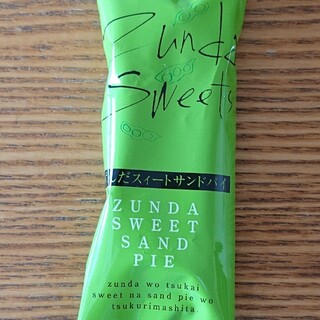 Zunda
Sweets
んだスィートサンドパイ
ZUNDA
SWEET
SAND
PIE
zunda wo tsukai
sweet na sand pie wo
tsukurimashita.